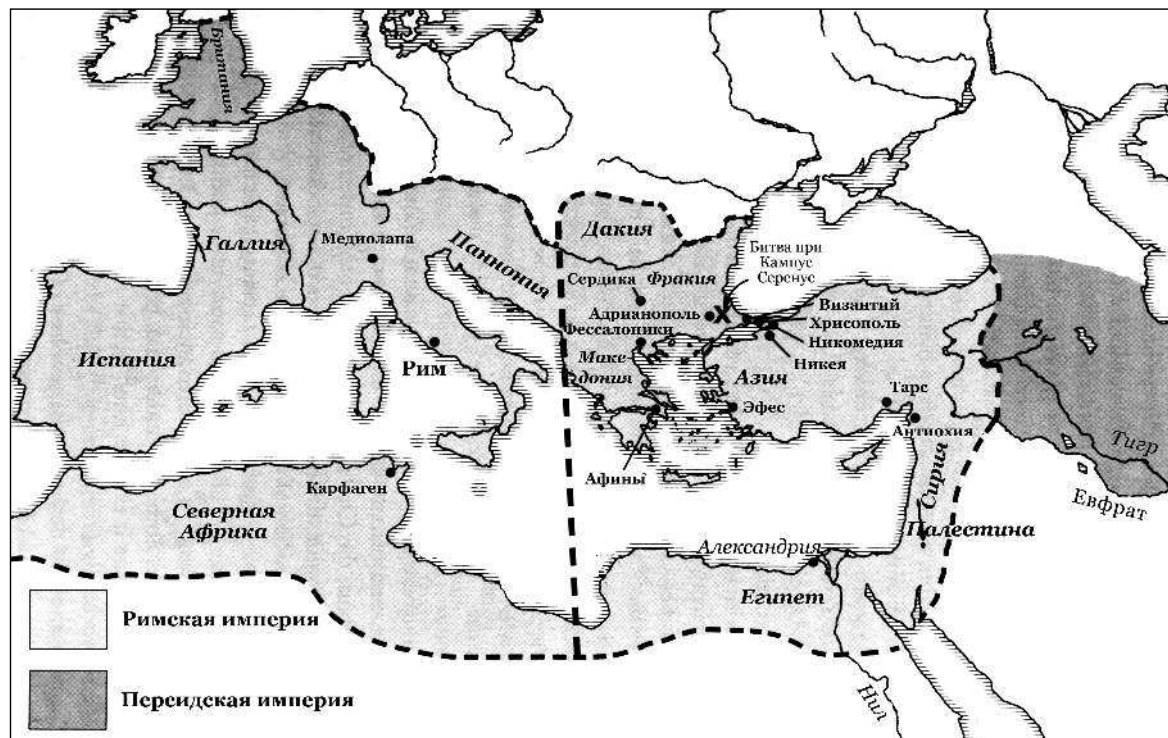 Британия
Галлия
Медиолапа
Паннония
Дакия
Битва при
Кампус
Серенус
Сердика
Фракия
Адрианополь
Фессалоники
Византий
Хрисополь
Никомедия
Никея
Испания
Рим
Маке-
дония
Азия
Тарс
Эфес
Антиохия
Тигр
Евфрат
Афины
Сирия
Карфаген
Северная
Африка
Палестина
Александрия
Египет
Нил
Римская империя
Персидская империя